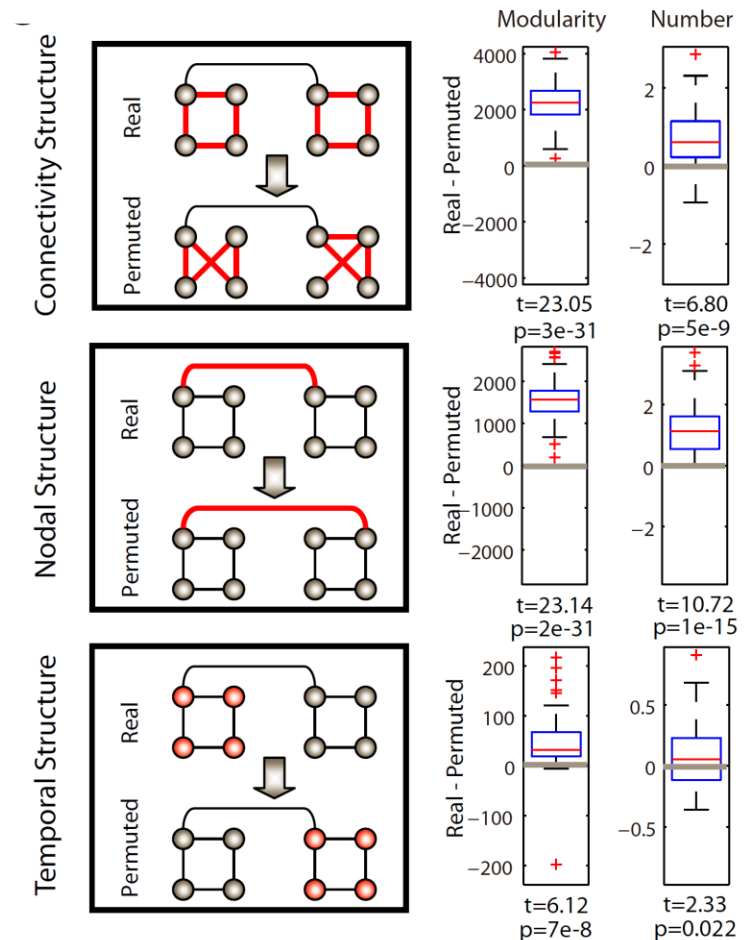 Modularity
Number
Connectivity Structure
Real
Permuted
Real - Permuted
4000
2000
0
−2000
−4000
2
0
−2
t=23.05
p=3e-31
t=6.80
p=5e-9
Nodal Structure
Real
Permuted
Real - Permuted
2000
1000
0
−1000
−2000
2
0
−2
t=23.14
p=2e-31
t=10.72
p=1e-15
Temporal Structure
Real
Permuted
Real - Permuted
200
100
0
−100
−200
0.5
0
−0.5
t=6.12
p=7e-8
t=2.33
p=0.022